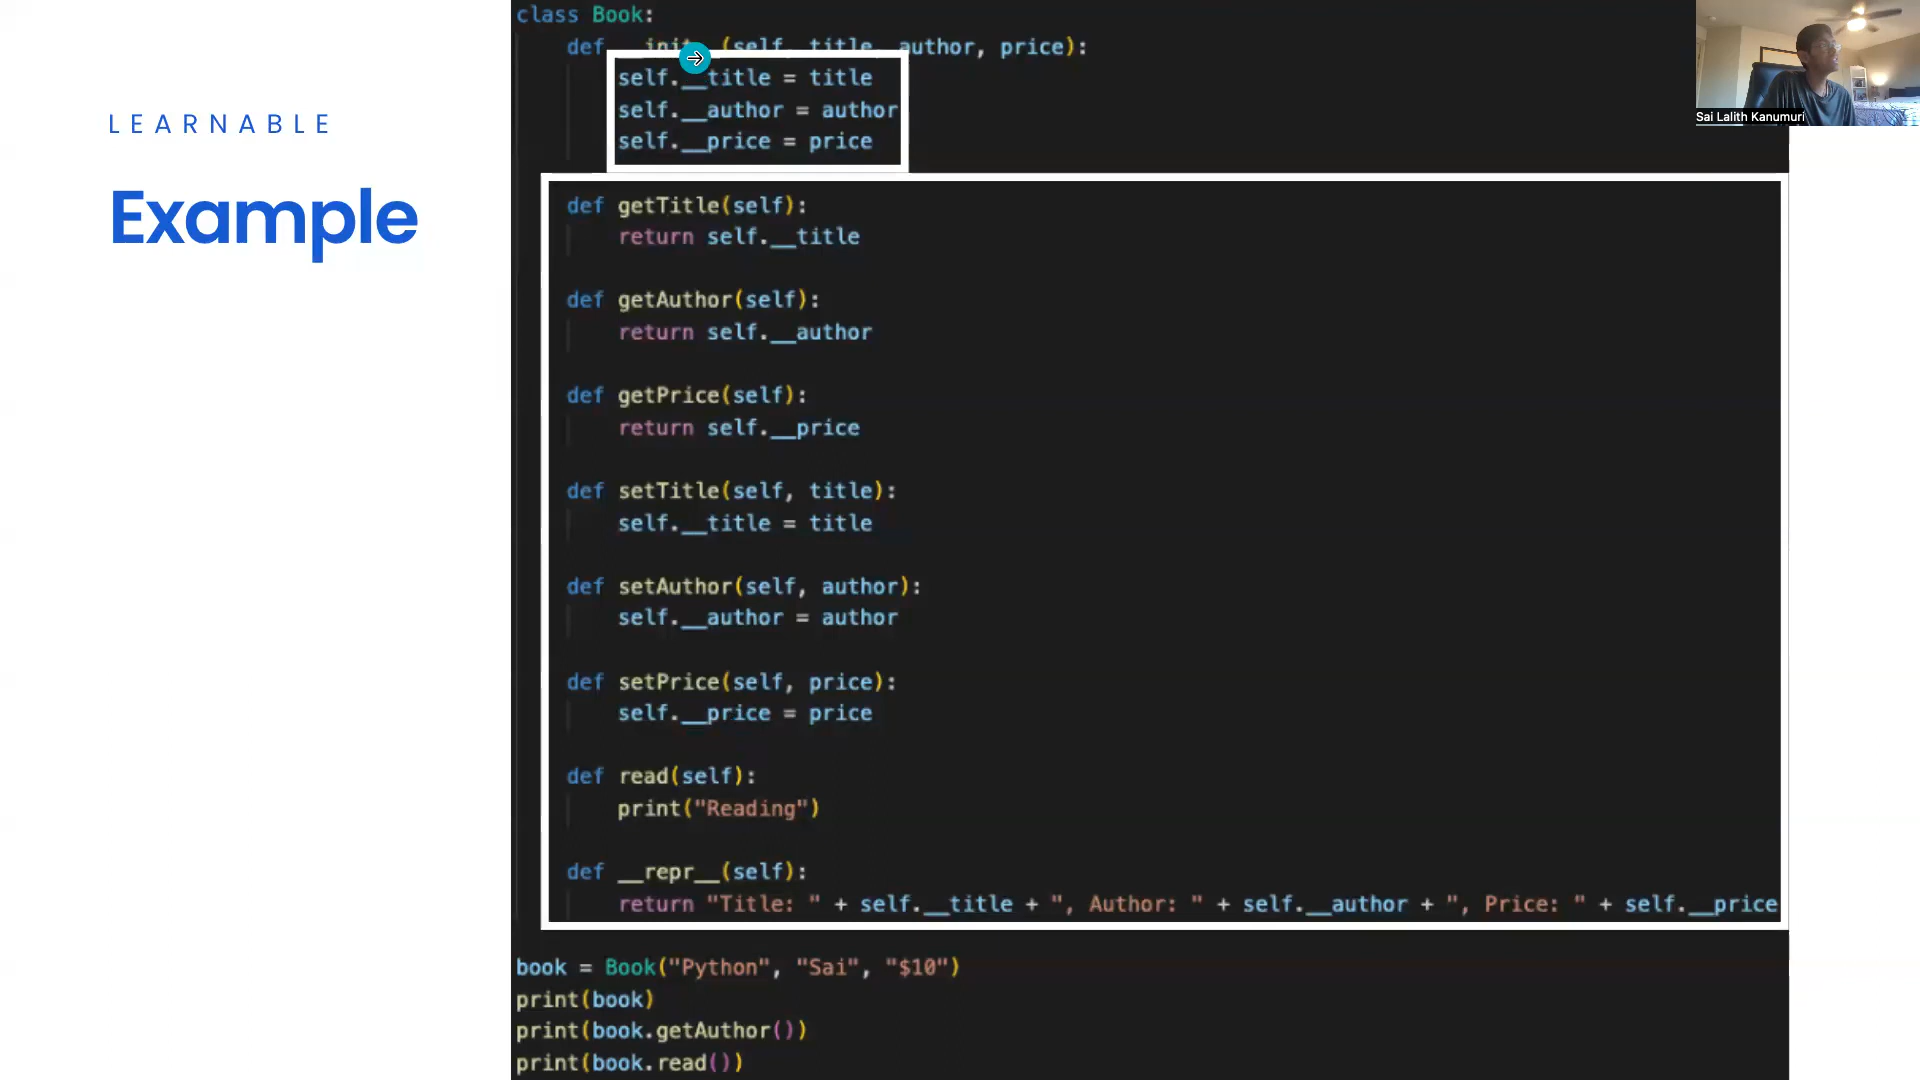 LEARNABLE
Example
class Book:
def __init__(self, title, author, price):
self.__title = title
self.__author = author
self.__price = price
def getTitle(self):
return self.__title
def getAuthor(self):
return self.__author
def getPrice(self):
return self.__price
def setTitle(self, title):
self.__title = title
def setAuthor(self, author):
self.__author = author
def setPrice(self, price):
self.__price = price
def read(self):
print("Reading")
def __repr__(self):
return "Title: " + self.__title + ", Author: " + self.__author + ", Price: " + self.__price
book = Book("Python", "Sai", "$10")
print(book)
print(book.getAuthor())
print(book.read())
Sai Lalith Kanumuri